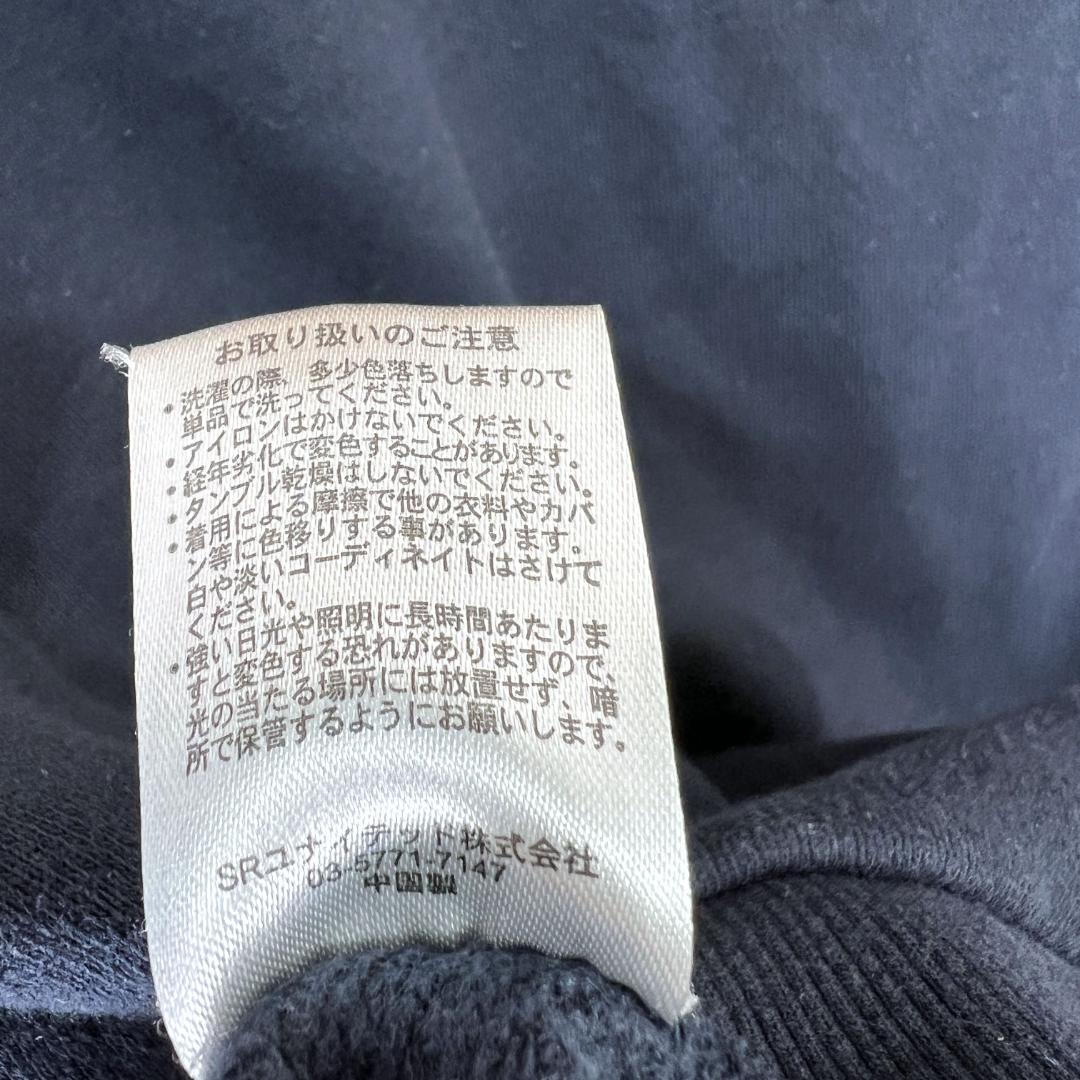 お取り扱いのご注意
・洗濯の際、多少色落ちしますので
単品で洗ってください。
アイロンはかけないでください。
・経年劣化で変色することがあります。
・タンブル乾燥はしないでください。
・着用による摩擦で他の衣料やカバ
ン等に色移りする事があります。
白や淡いコーディネイトはさけて
ください。
・強い日光や照明に長時間あたりま
すと変色する恐れがありますので、暗
光の当たる場所には放置せず、
所で保管するようにお願いします。
SRユナイテッド株式会社
03-5771-7147
中国製